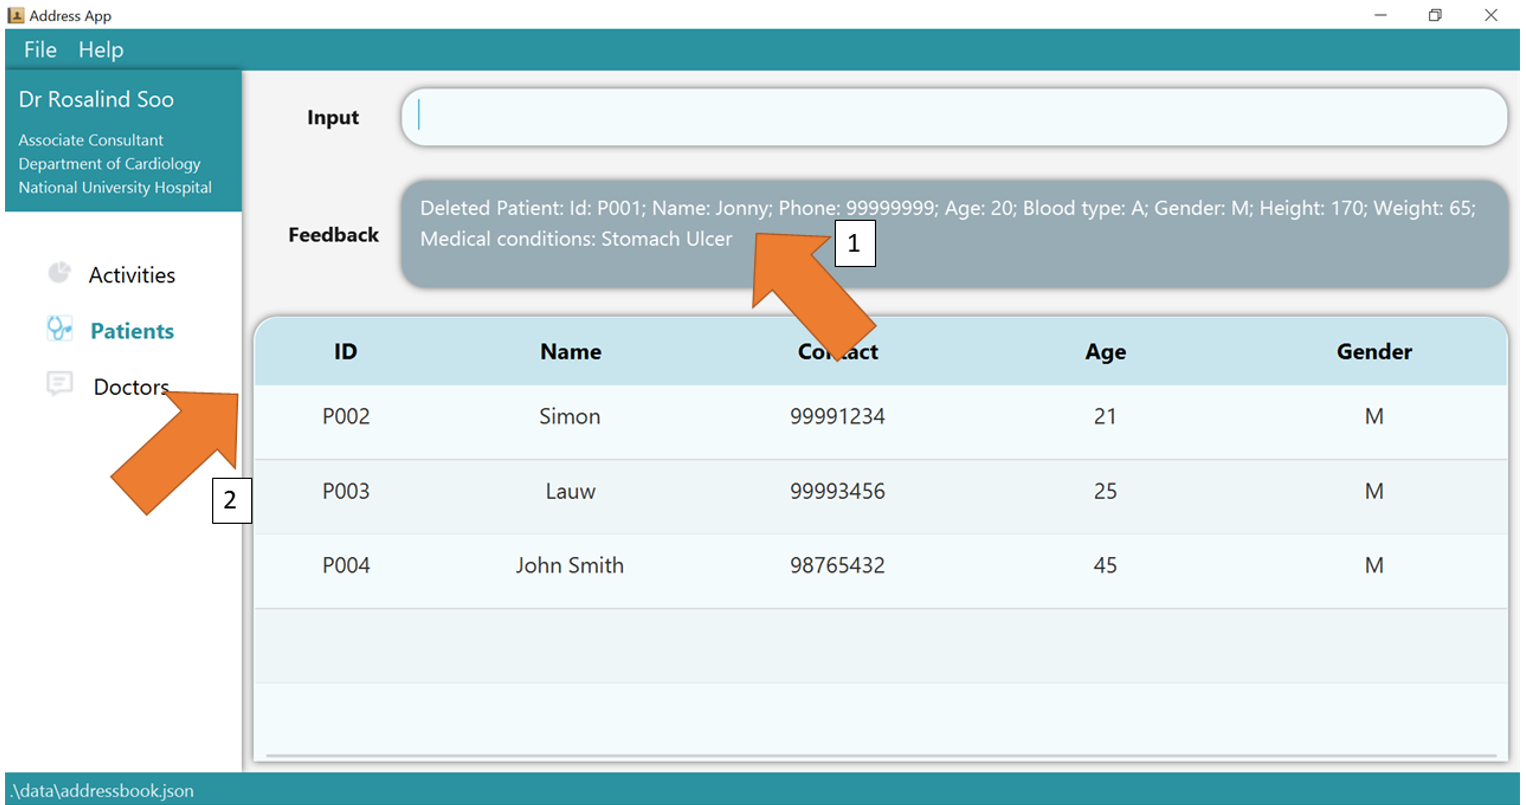 Address App
File Help
Dr Rosalind Soo
Associate Consultant
Department of Cardiology
National University Hospital
Activities
Patients
Doctors
Input
Feedback
Deleted Patient: Id: P001; Name: Jonny; Phone: 99999999; Age: 20; Blood type: A; Gender: M; Height: 170; Weight: 65;
Medical conditions: Stomach Ulcer
1
2
ID Name Contact Age Gender
P002 Simon 99991234 21 M
P003 Lauw 99993456 25 M
P004 John Smith 98765432 45 M
.\data\addressbook.json